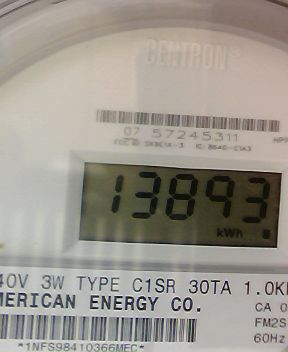 CENTRON®
07 57245311
13893
kWh
40V 3W TYPE C1SR 30TA 1.0K
MERICAN ENERGY CO.
CA 0
FM2S
60Hz
*1NFS98410366MEC*